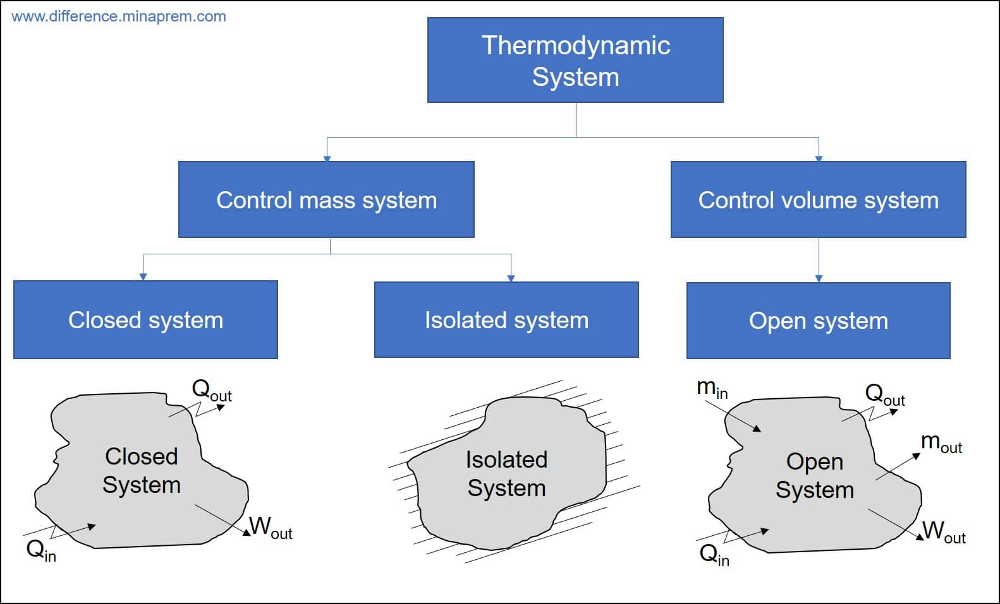 www.difference.minaprem.com
Thermodynamic
System
Control mass system
Control volume system
Closed system
Isolated system
Open system
Qout
Closed
System
Wout
Qin
Isolated
System
min
Qout
mout
Open
System
Wout
Qin